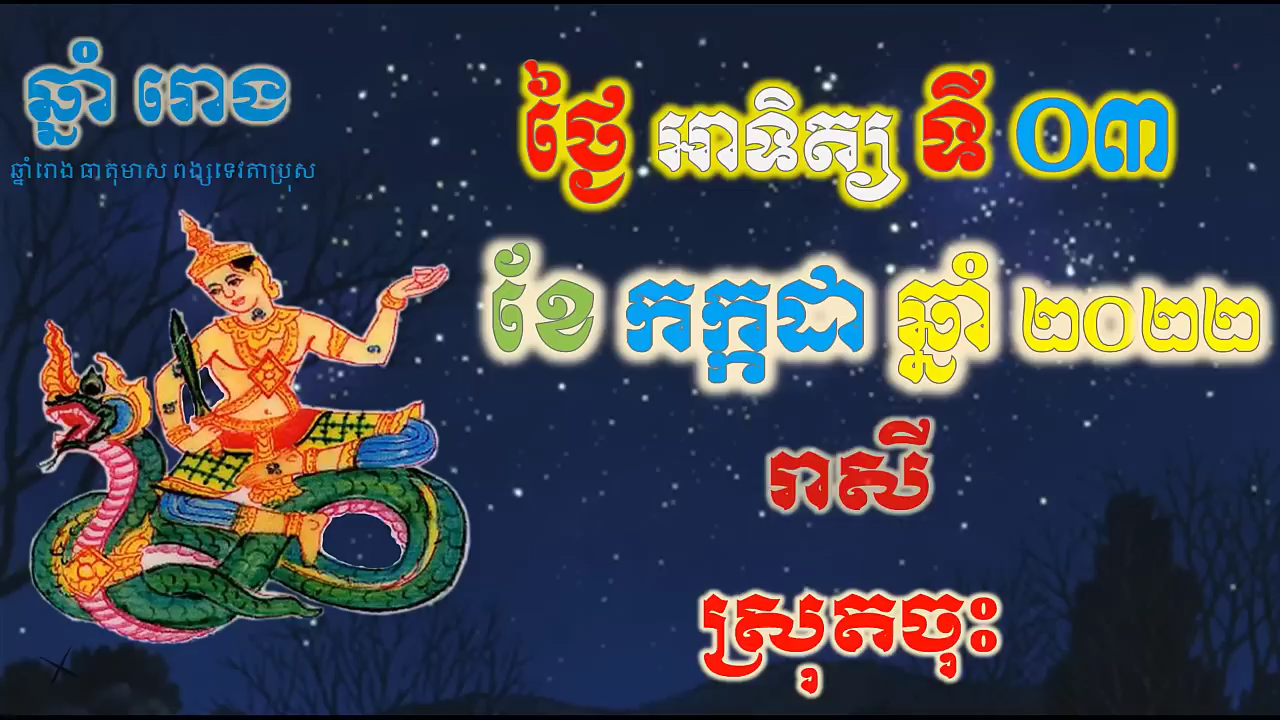 ឆ្នាំ រោង
ឆ្នាំរោង ធាតុមាស ពង្សទេវតាប្រុស
ថ្ងៃ អាទិត្យ ទី ០៣
ខែ កក្កដា ឆ្នាំ ២០២២
រាសី
ស្រុតចុះ